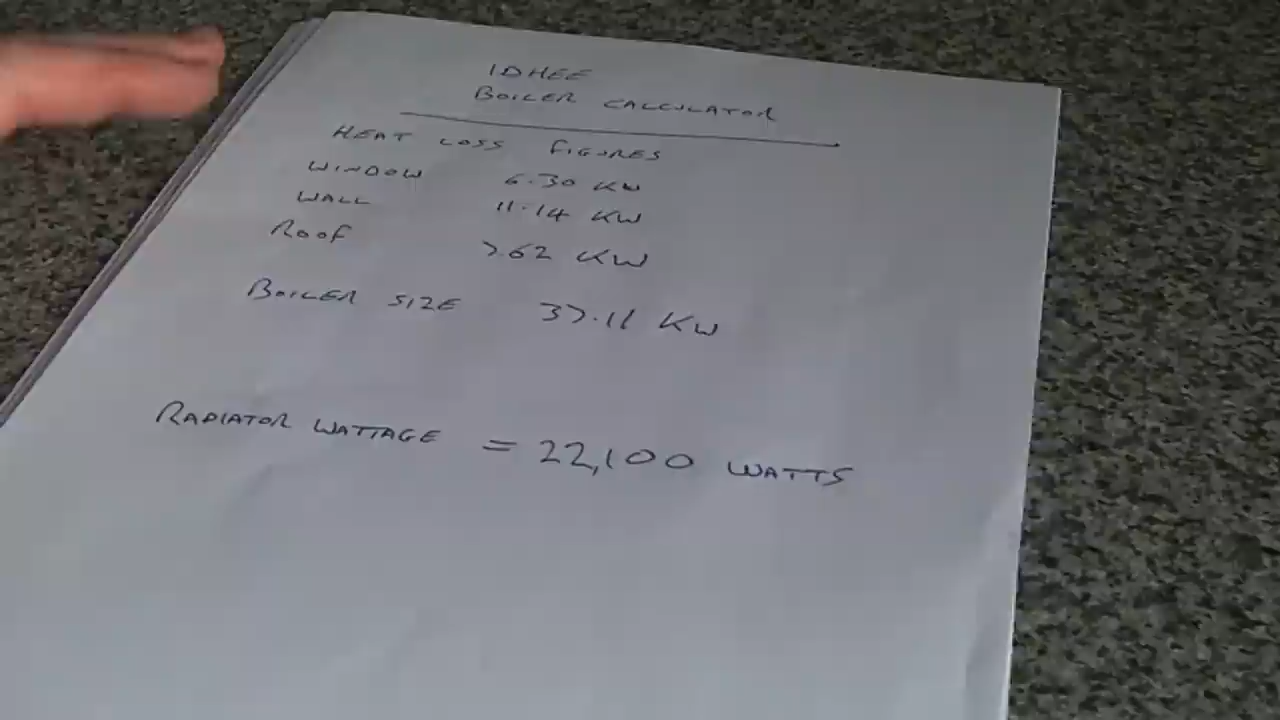 IDHEE
BOILER CALCULATOR
HEAT LOSS FIGURES
WINDOW 6.30 KW
WALL 11.14 KW
ROOF 7.62 KW
BOILER SIZE 37.11 KW
RADIATOR WATTAGE = 22,100 WATTS